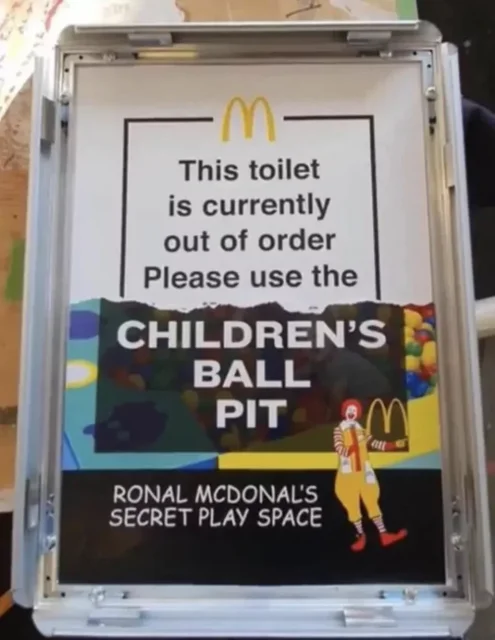 This toilet
is currently
out of order
Please use the
CHILDREN'S
BALL
PIT
RONAL MCDONAL'S
SECRET PLAY SPACE